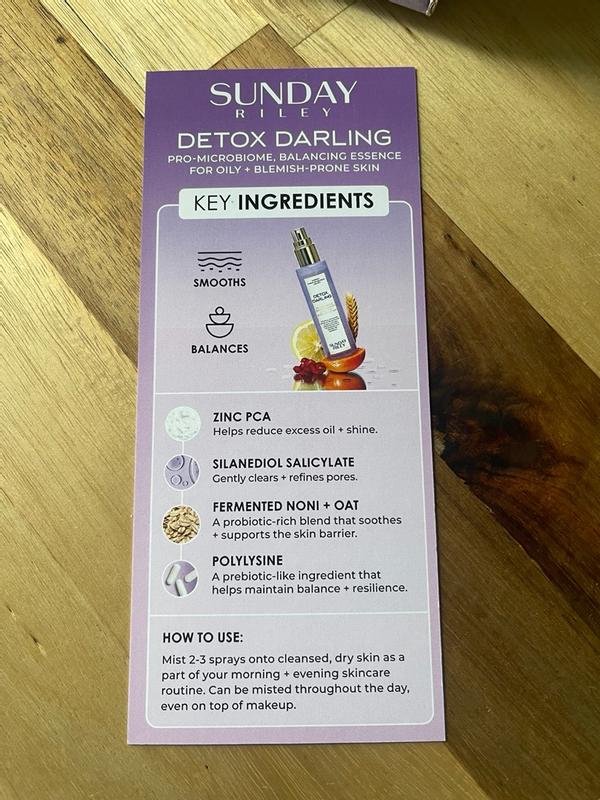 SUNDAY
RILEY
DETOX DARLING
PRO-MICROBIOME, BALANCING ESSENCE
FOR OILY + BLEMISH-PRONE SKIN
KEY INGREDIENTS
SMOOTHS
BALANCES
DETOX
DARLING
SUNDAY
RILEY
ZINC PCA
Helps reduce excess oil + shine.
SILANEDIOL SALICYLATE
Gently clears + refines pores.
FERMENTED NONI + OAT
A probiotic-rich blend that soothes
+ supports the skin barrier.
POLYLYSINE
A prebiotic-like ingredient that
helps maintain balance + resilience.
HOW TO USE:
Mist 2-3 sprays onto cleansed, dry skin as a
part of your morning + evening skincare
routine. Can be misted throughout the day,
even on top of makeup.